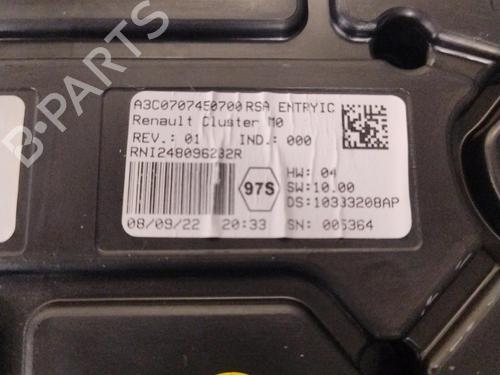 A3C0707450700 RSA ENTRYIC
Renault Cluster M0
REV.: 01 IND.: 000
RNI248096232R
97S
HW: 04
SW:10.00
DS:10333208AP
08/09/22 20:33 SN: 005364
B-PARTS